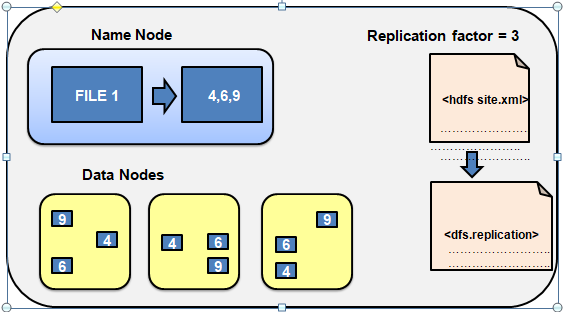 Name Node
Replication factor = 3
FILE 1
4,6,9
<hdfs site.xml>
Data Nodes
<dfs.replication>
9
4
6
4
6
9
9
6
4